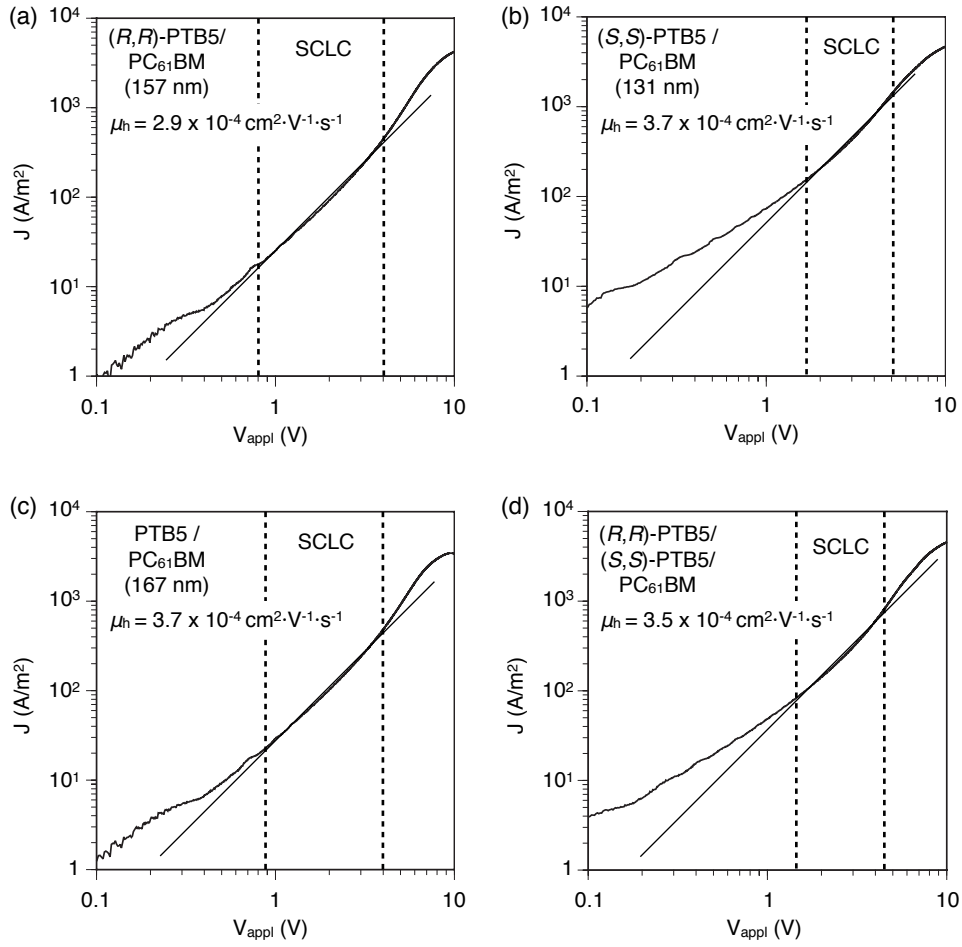 (a)
10⁴
10³
10²
10¹
1
J (A/m²)
(R,R)-PTB5/
PC₆₁BM
(157 nm)
SCLC
μₕ = 2.9 x 10⁻⁴ cm²·V⁻¹·s⁻¹
0.1
1
10
Vₐₚₚₗ (V)
(b)
10⁴
10³
10²
10¹
1
J (A/m²)
(S,S)-PTB5 /
PC₆₁BM
(131 nm)
SCLC
μₕ = 3.7 x 10⁻⁴ cm²·V⁻¹·s⁻¹
0.1
1
10
Vₐₚₚₗ (V)
(c)
10⁴
10³
10²
10¹
1
J (A/m²)
PTB5 /
PC₆₁BM
(167 nm)
SCLC
μₕ = 3.7 x 10⁻⁴ cm²·V⁻¹·s⁻¹
0.1
1
10
Vₐₚₚₗ (V)
(d)
10⁴
10³
10²
10¹
1
J (A/m²)
(R,R)-PTB5/
(S,S)-PTB5/
PC₆₁BM
SCLC
μₕ = 3.5 x 10⁻⁴ cm²·V⁻¹·s⁻¹
0.1
1
10
Vₐₚₚₗ (V)